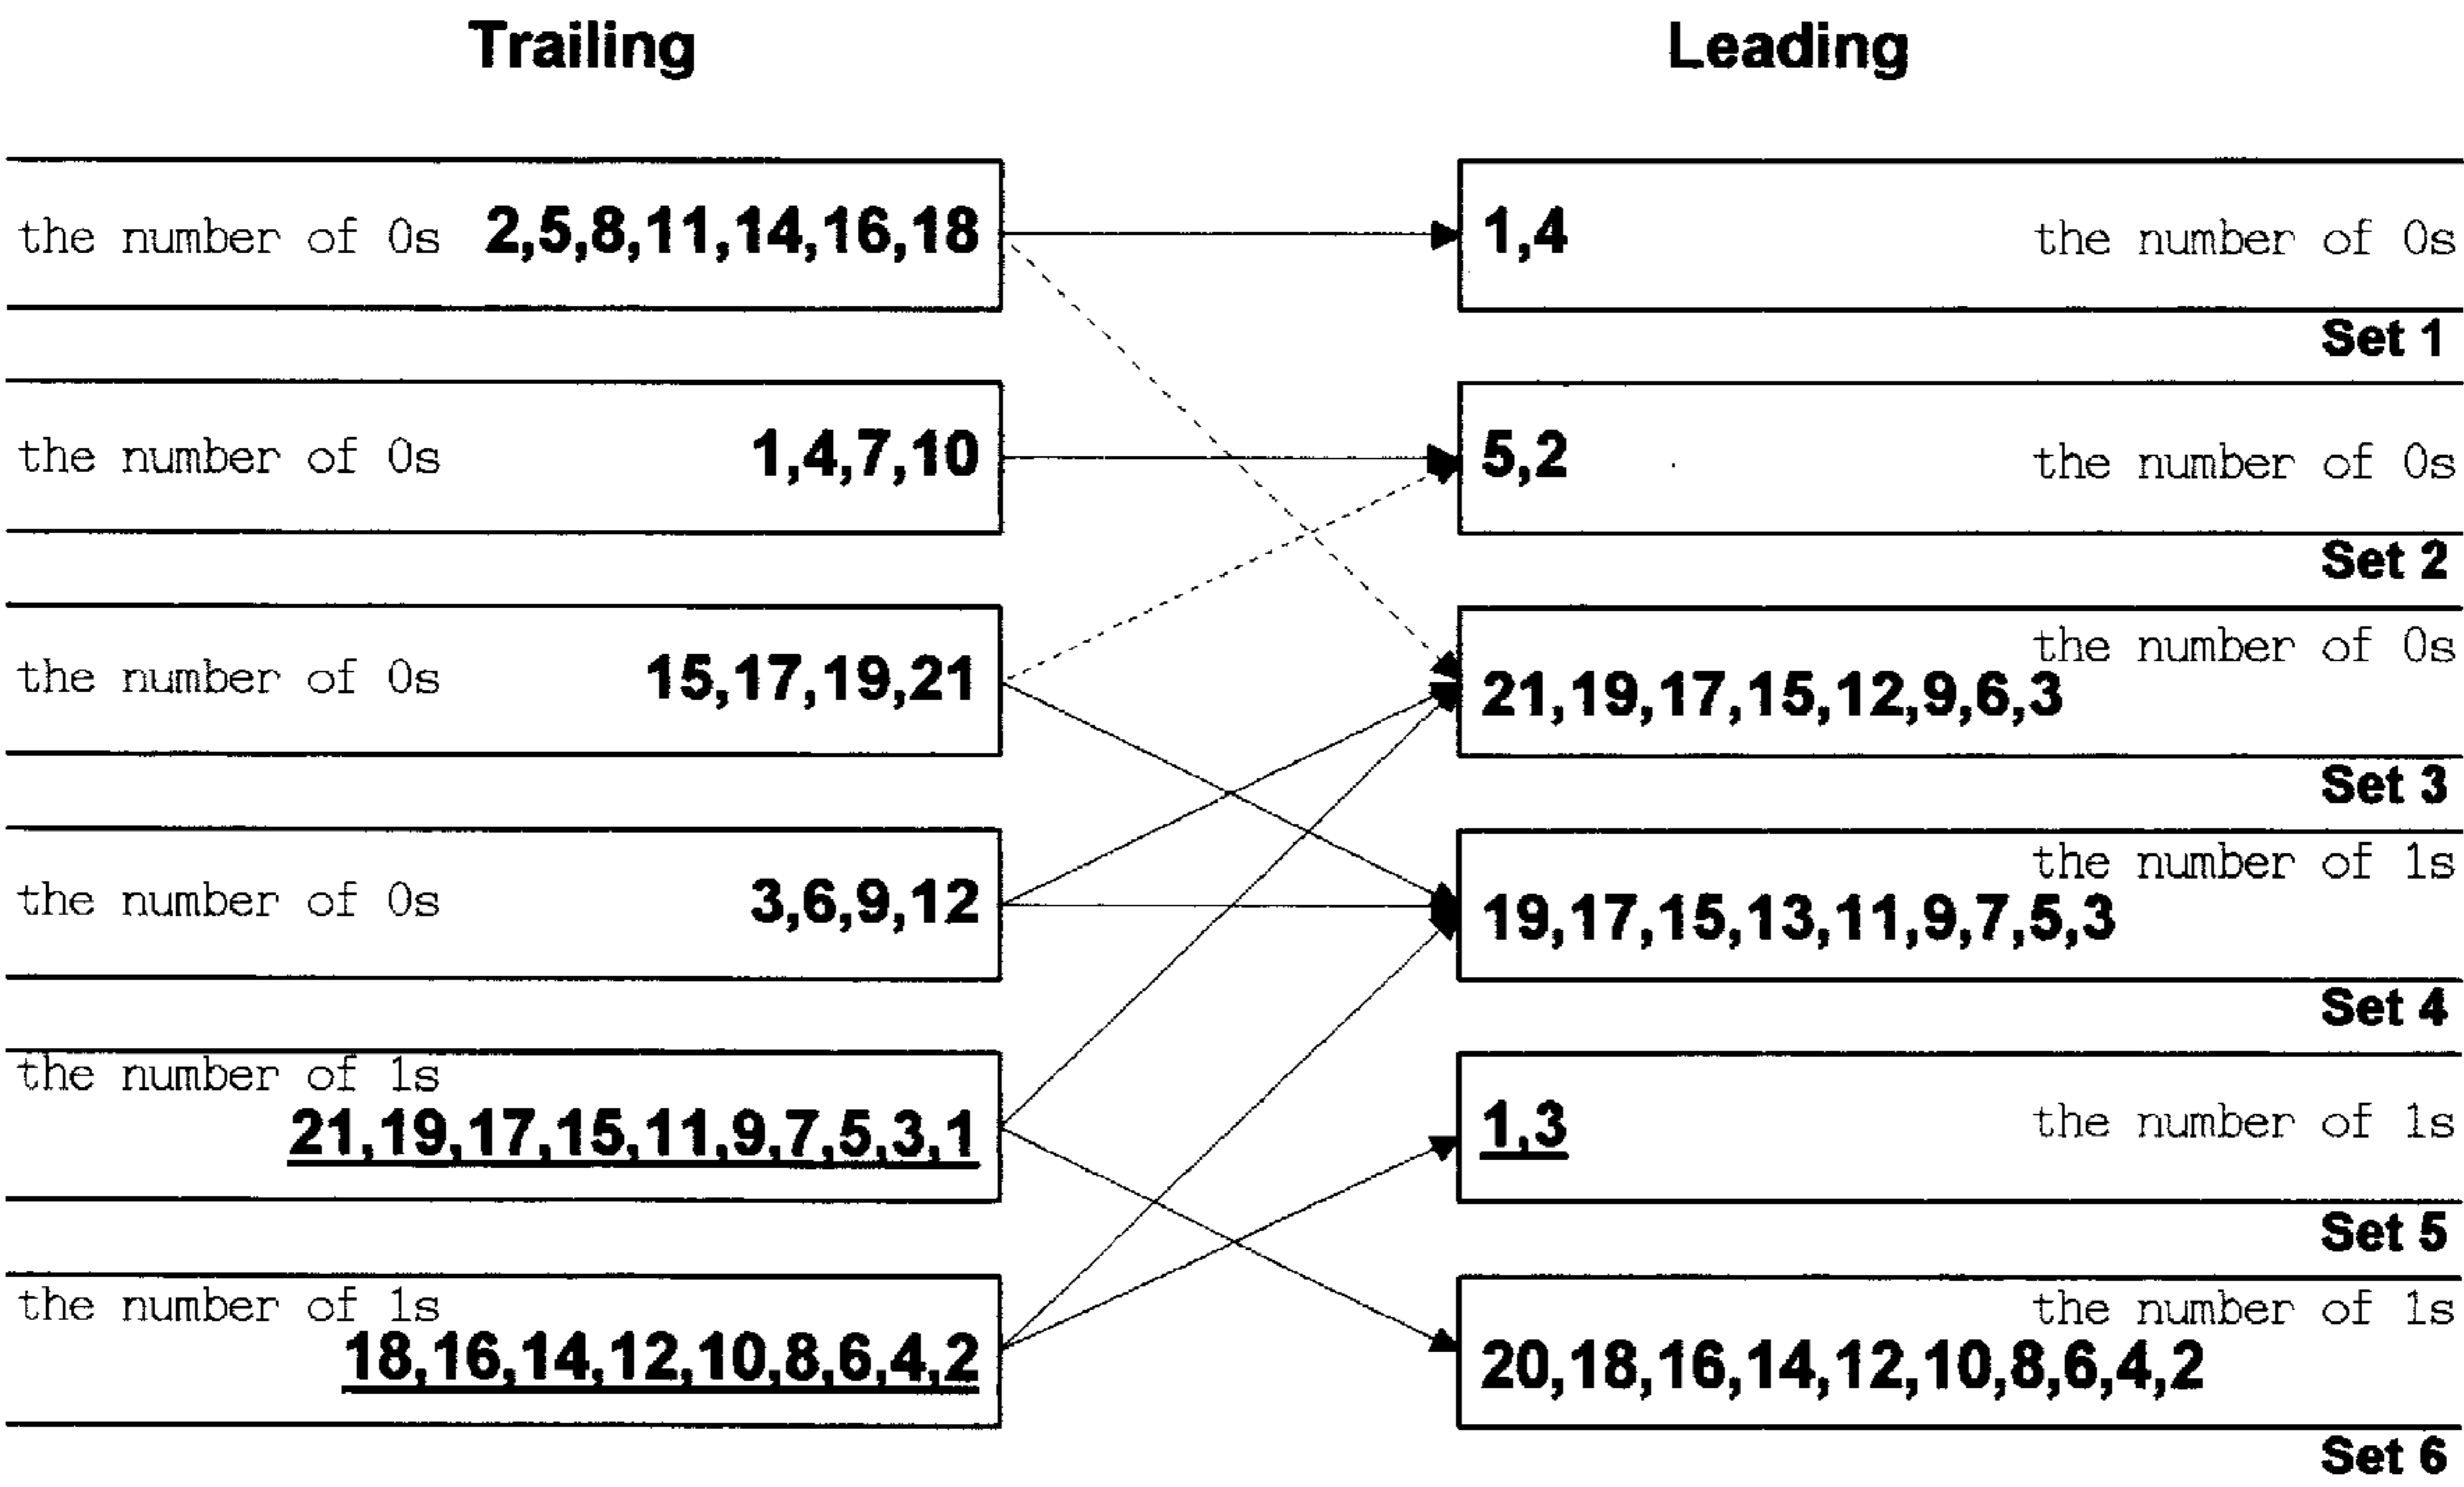 Trailing Leading
the number of 0s 2,5,8,11,14,16,18 1,4 the number of 0s
Set 1
the number of 0s 1,4,7,10 5,2 the number of 0s
Set 2
the number of 0s
the number of 0s 15,17,19,21 21,19,17,15,12,9,6,3
Set 3
the number of 1s
the number of 0s 3,6,9,12 19,17,15,13,11,9,7,5,3
Set 4
the number of 1s
21,19,17,15,11,9,7,5,3,1 1,3 the number of 1s
Set 5
the number of 1s the number of 1s
18,16,14,12,10,8,6,4,2 20,18,16,14,12,10,8,6,4,2
Set 6